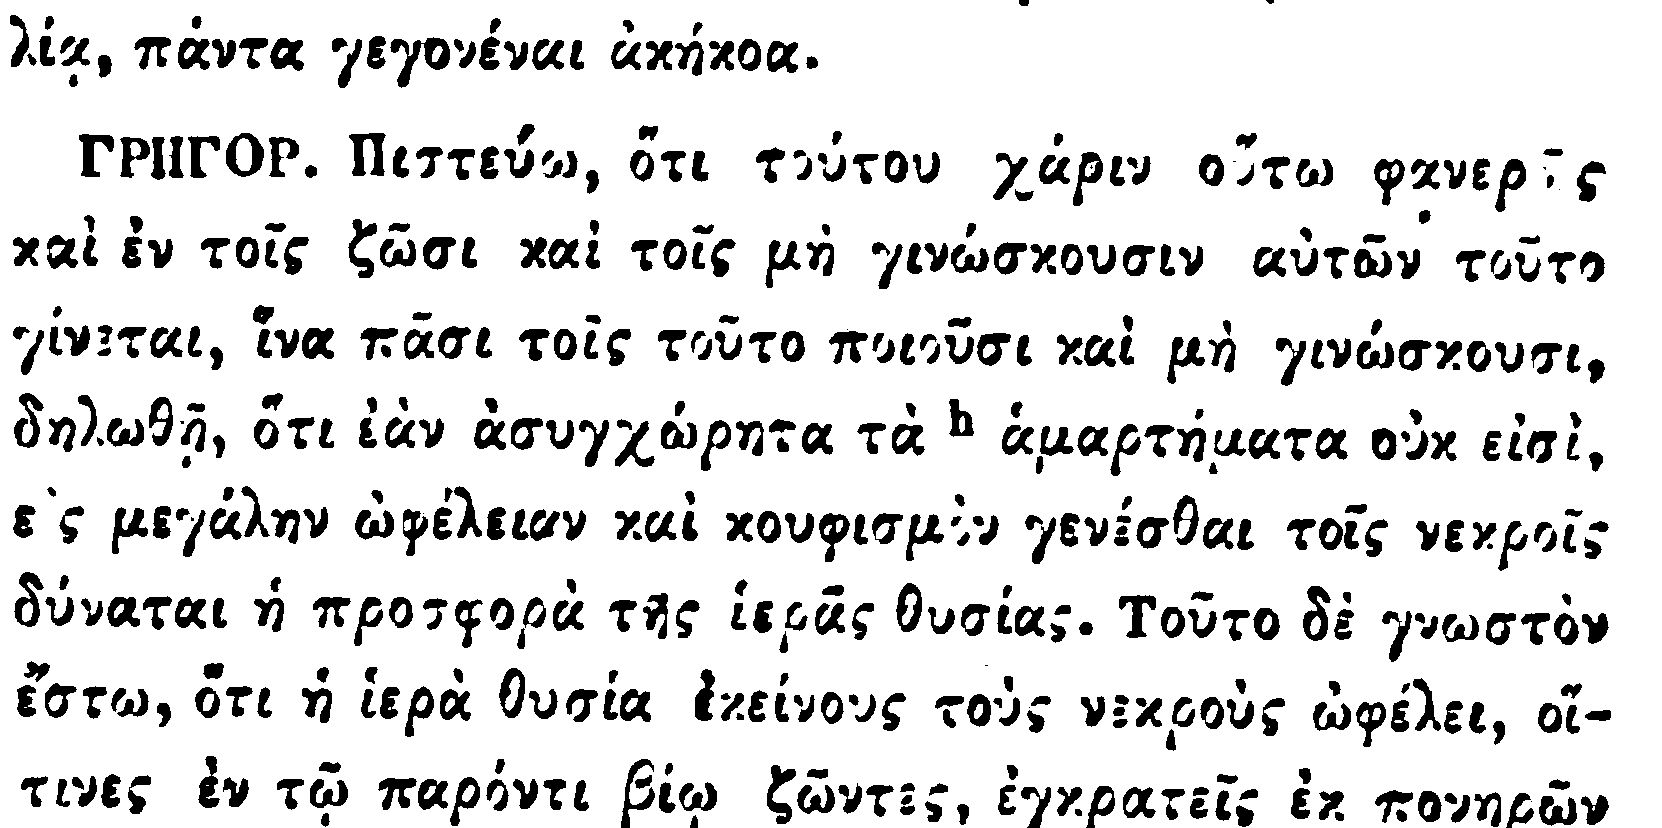 λίᾳ, πάντα γεγονέναι ἀκήκοα.
ΓΡΗΓΟΡ. Πιστεύω, ὅτι τούτου χάριν οὕτω φανερῶς
καὶ ἐν τοῖς ζῶσι καὶ τοῖς μὴ γινώσκουσιν αὐτῶν τοῦτο
γίνεται, ἵνα πᾶσι τοῖς τοῦτο ποιοῦσι καὶ μὴ γινώσκουσι,
δηλωθῇ, ὅτι ἐὰν ἀσυγχώρητα τὰ h ἁμαρτήματα οὐκ εἰσὶ,
εἰς μεγάλην ὠφέλειαν καὶ κουφισμὸν γενέσθαι τοῖς νεκροῖς
δύναται ἡ προσφορὰ τῆς ἱερᾶς θυσίας. Τοῦτο δὲ γνωστὸν
ἔστω, ὅτι ἡ ἱερὰ θυσία ἐκείνους τοὺς νεκροὺς ὠφέλει, οἵ-
τινες ἐν τῷ παρόντι βίῳ ζῶντες, ἐγκρατεῖς ἐκ πονηρῶν